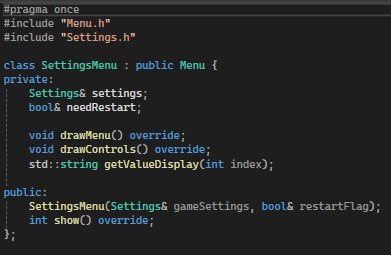 #pragma once
#include "Menu.h"
#include "Settings.h"
class SettingsMenu : public Menu {
private:
Settings& settings;
bool& needRestart;
void drawMenu() override;
void drawControls() override;
std::string getValueDisplay(int index);
public:
SettingsMenu(Settings& gameSettings, bool& restartFlag);
int show() override;
};